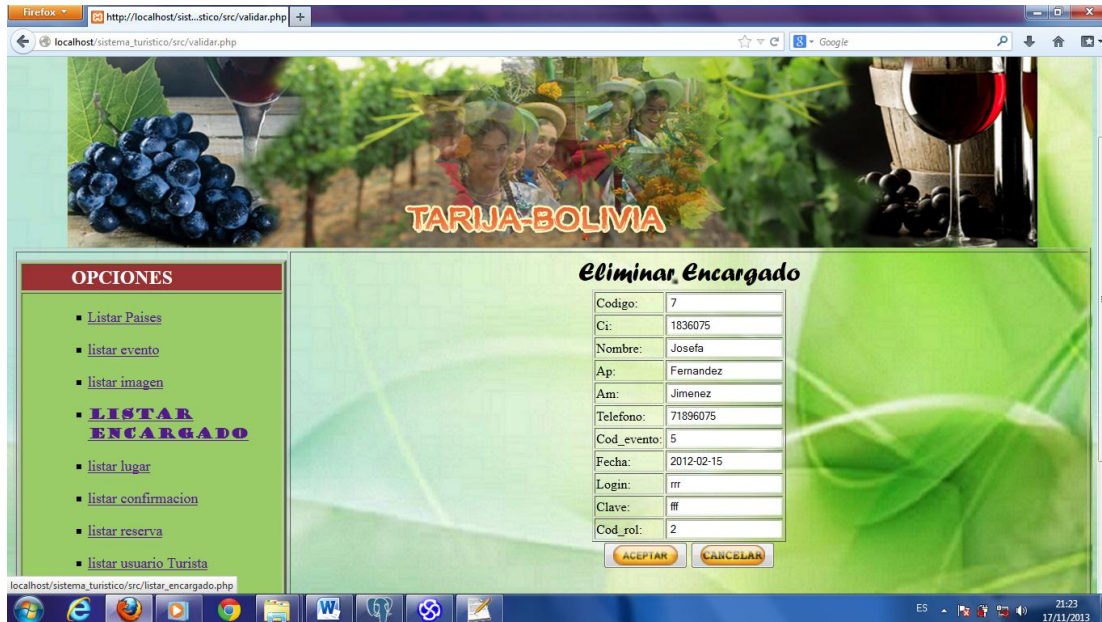 Firefox
http://localhost/sist...stico/src/validar.php
localhost/sistema_turistico/src/validar.php
Google
TARIJA-BOLIVIA
OPCIONES
Listar Paises
listar evento
listar imagen
LISTAR
ENCARGADO
listar lugar
listar confirmacion
listar reserva
listar usuario Turista
Eliminar Encargado
Codigo: 7
Ci: 1836075
Nombre: Josefa
Ap: Fernandez
Am: Jimenez
Telefono: 71896075
Cod_evento: 5
Fecha: 2012-02-15
Login: rrr
Clave: fff
Cod_rol: 2
ACEPTAR CANCELAR
localhost/sistema_turistico/src/listar_encargado.php
ES 21:23
17/11/2013